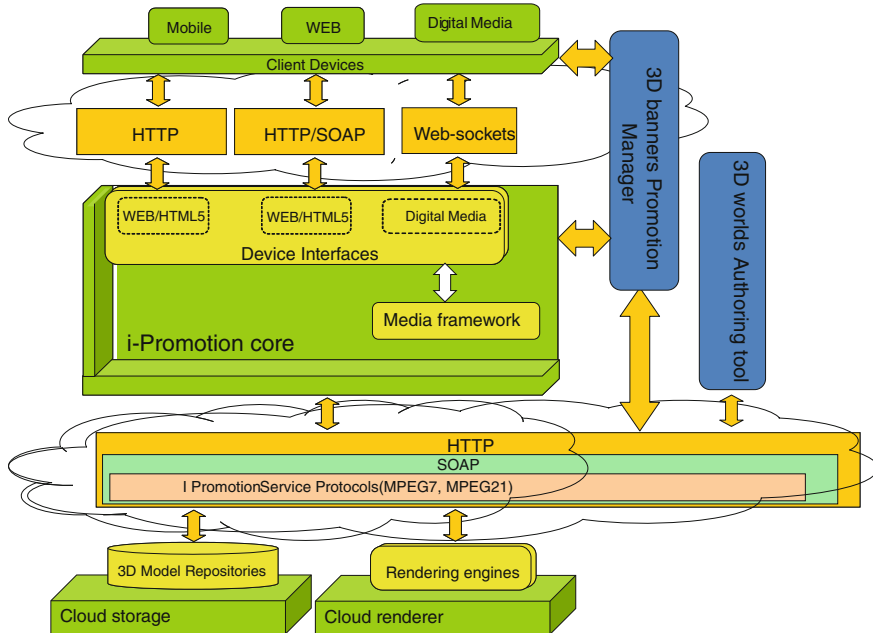 Mobile
WEB
Digital Media
Client Devices
HTTP
HTTP/SOAP
Web-sockets
3D banners Promotion
Manager
3D worlds Authoring tool
WEB/HTML5
WEB/HTML5
Digital Media
Device Interfaces
Media framework
i-Promotion core
HTTP
SOAP
I PromotionService Protocols(MPEG7, MPEG21)
3D Model Repositories
Rendering engines
Cloud storage
Cloud renderer